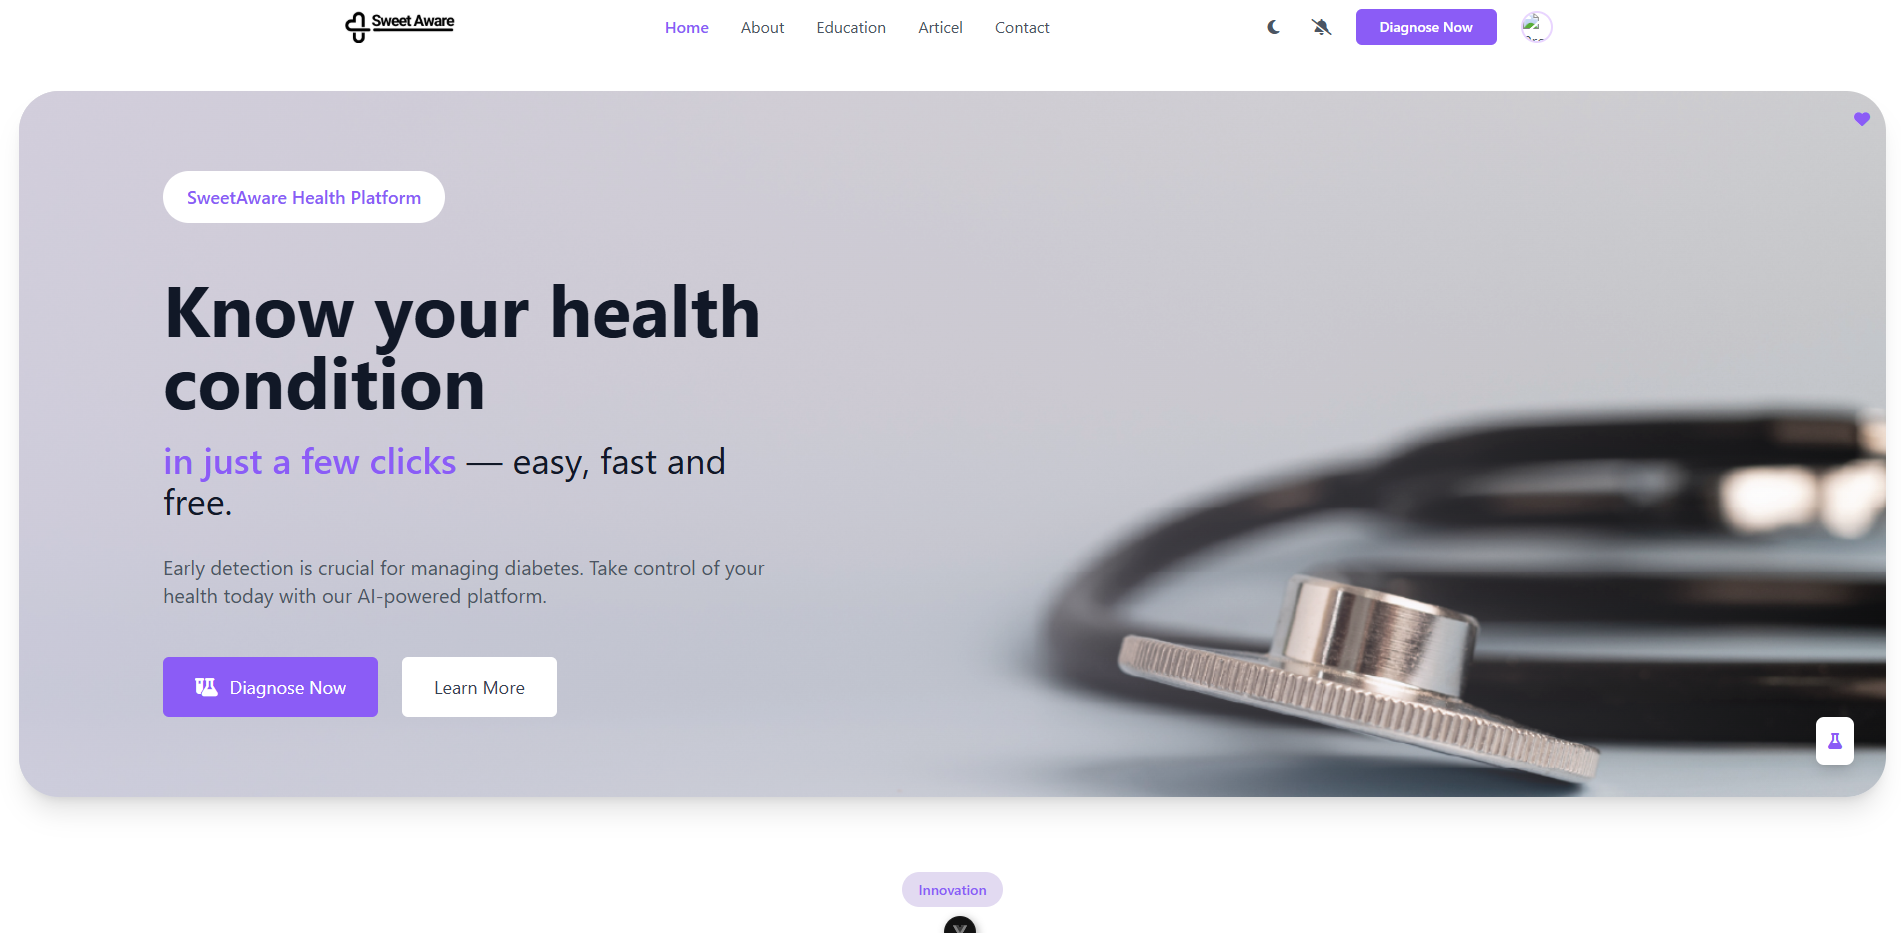 Sweet Aware
Home About Education Articel Contact
Diagnose Now
SweetAware Health Platform
Know your health
condition
in just a few clicks — easy, fast and
free.
Early detection is crucial for managing diabetes. Take control of your
health today with our AI-powered platform.
Diagnose Now
Learn More
Innovation